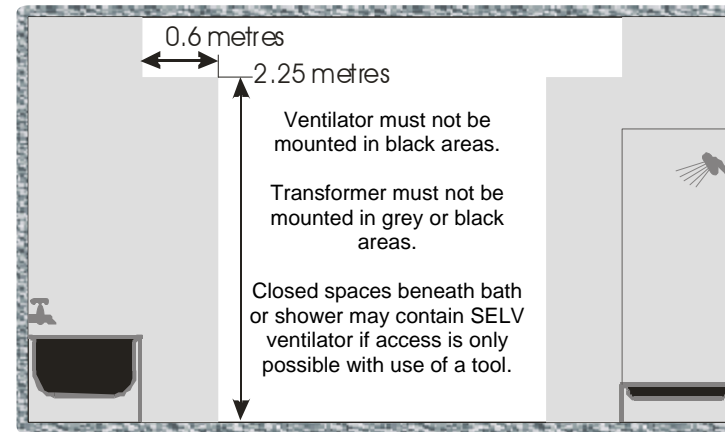 0.6 metres
2.25 metres
Ventilator must not be
mounted in black areas.
Transformer must not be
mounted in grey or black
areas.
Closed spaces beneath bath
or shower may contain SELV
ventilator if access is only
possible with use of a tool.